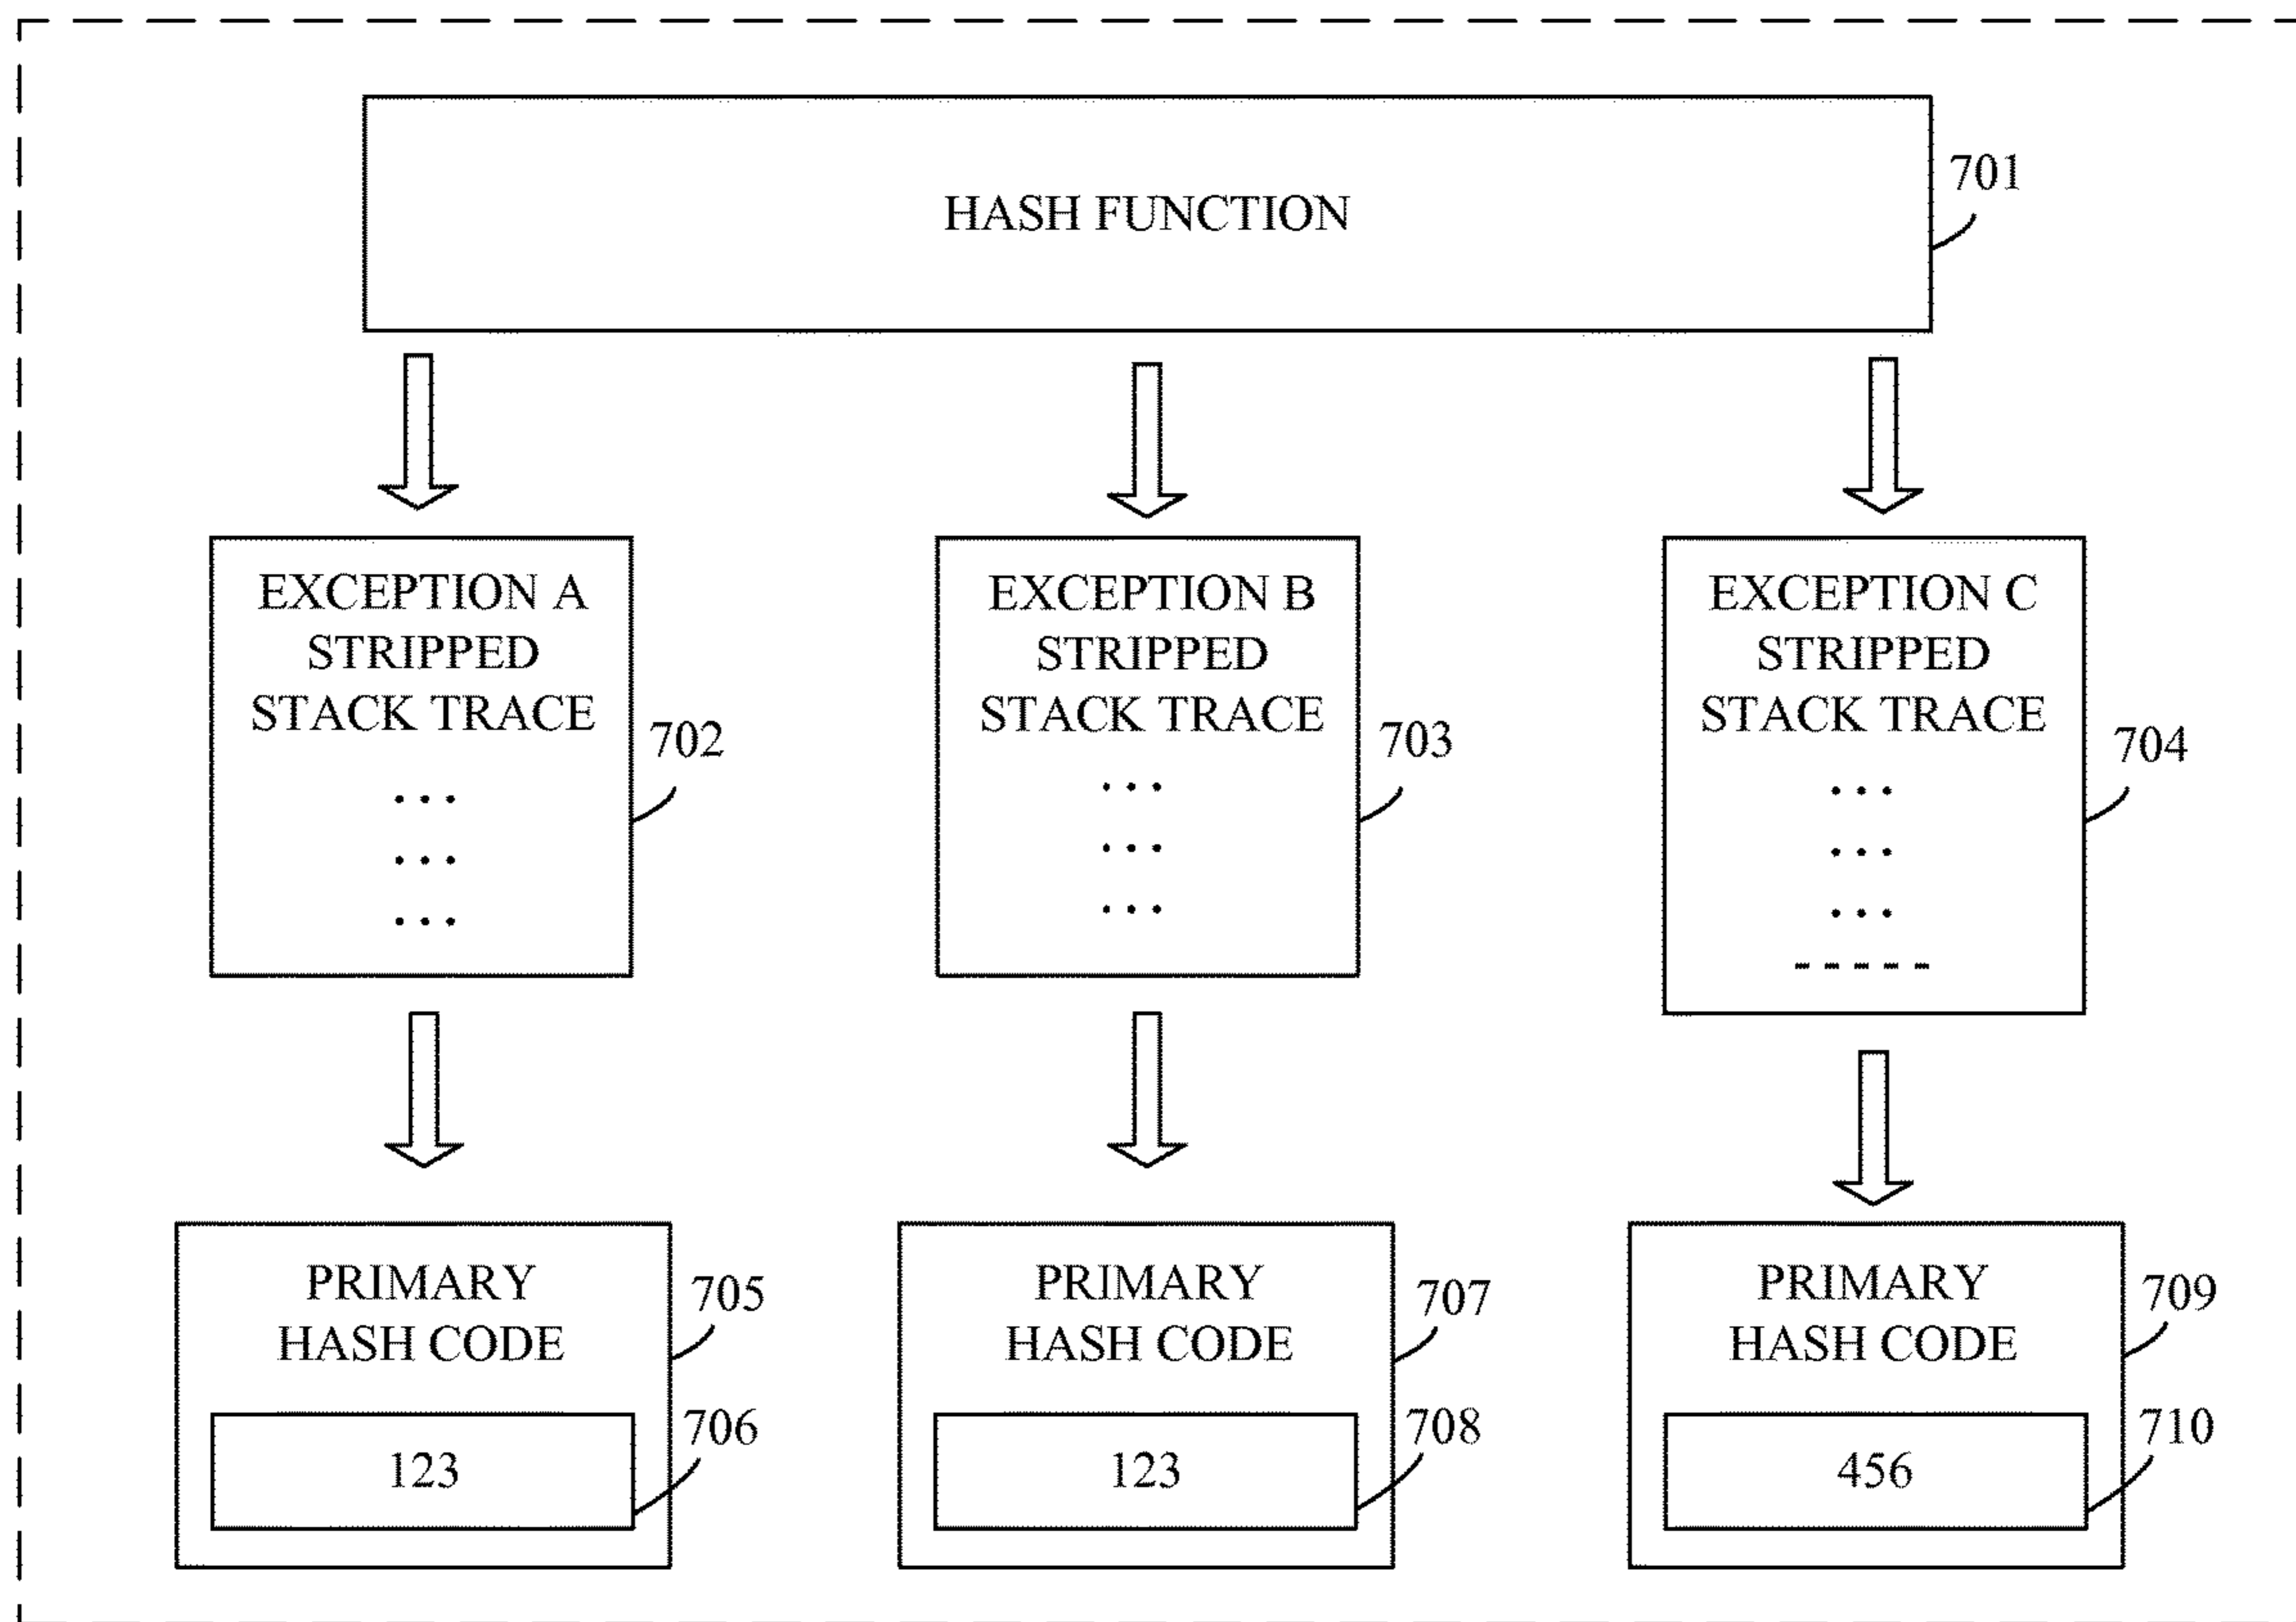 HASH FUNCTION
701
EXCEPTION A
STRIPPED
STACK TRACE
...
...
...
702
EXCEPTION B
STRIPPED
STACK TRACE
...
...
...
703
EXCEPTION C
STRIPPED
STACK TRACE
...
...
...
-----
704
PRIMARY
HASH CODE
705
123
706
PRIMARY
HASH CODE
707
123
708
PRIMARY
HASH CODE
709
456
710